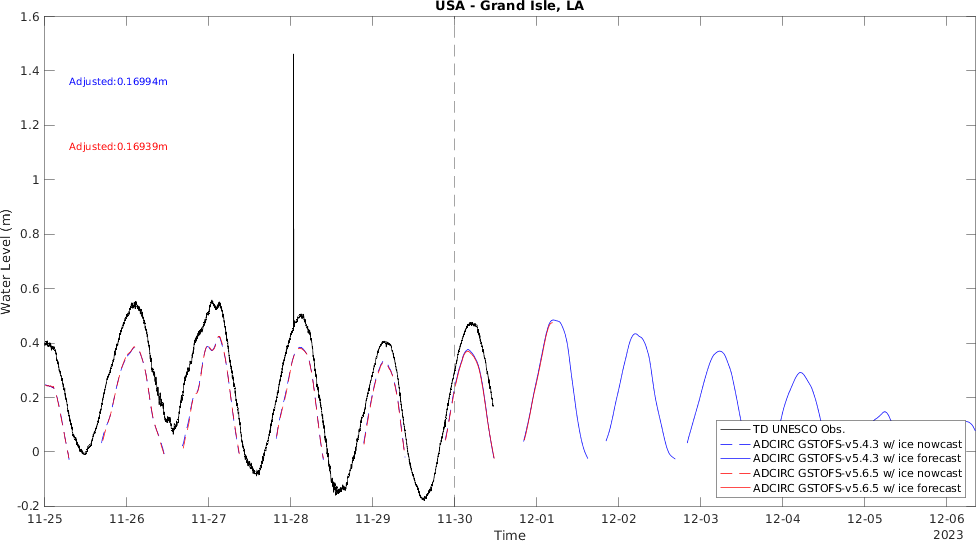 USA - Grand Isle, LA
1.6
1.4
Adjusted:0.16994m
1.2
Adjusted:0.16939m
1
0.8
0.6
0.4
0.2
0
-0.2
Water Level (m)
TD UNESCO Obs.
ADCIRC GSTOFS-v5.4.3 w/ ice nowcast
ADCIRC GSTOFS-v5.4.3 w/ ice forecast
ADCIRC GSTOFS-v5.6.5 w/ ice nowcast
ADCIRC GSTOFS-v5.6.5 w/ ice forecast
11-25 11-26 11-27 11-28 11-29 11-30 12-01 12-02 12-03 12-04 12-05 12-06
Time
2023